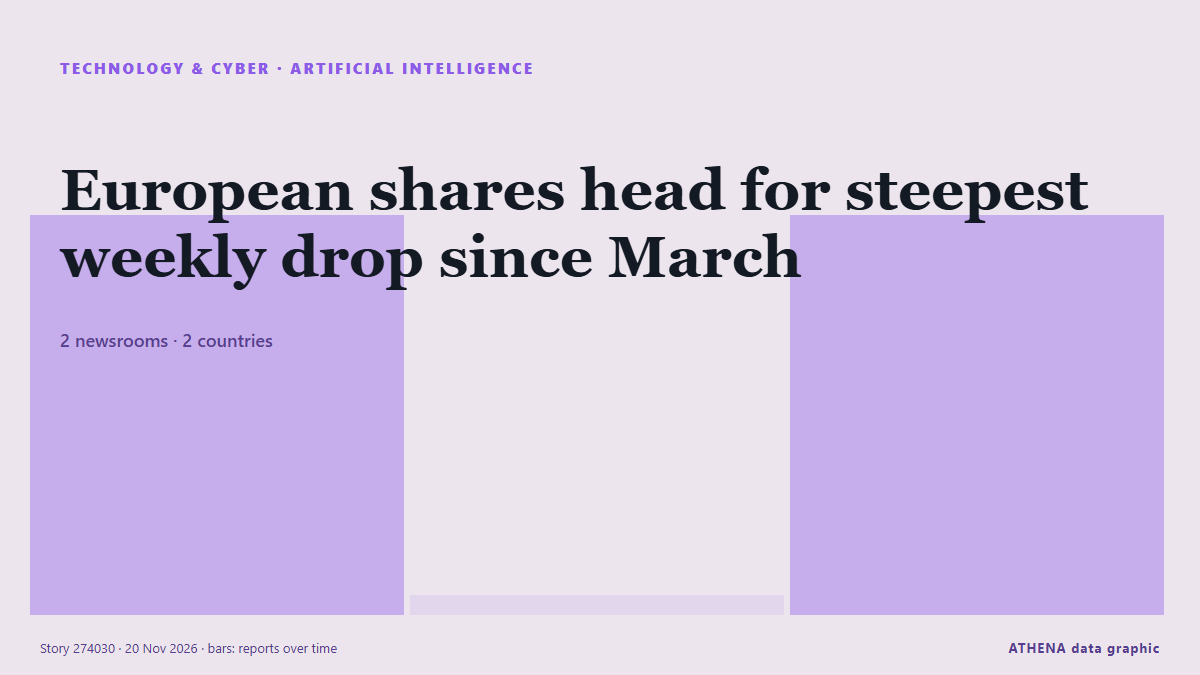 TECHNOLOGY & CYBER · ARTIFICIAL INTELLIGENCE
European shares head for steepest
weekly drop since March
2 newsrooms · 2 countries
Story 274030 · 20 Nov 2026 · bars: reports over time
ATHENA data graphic